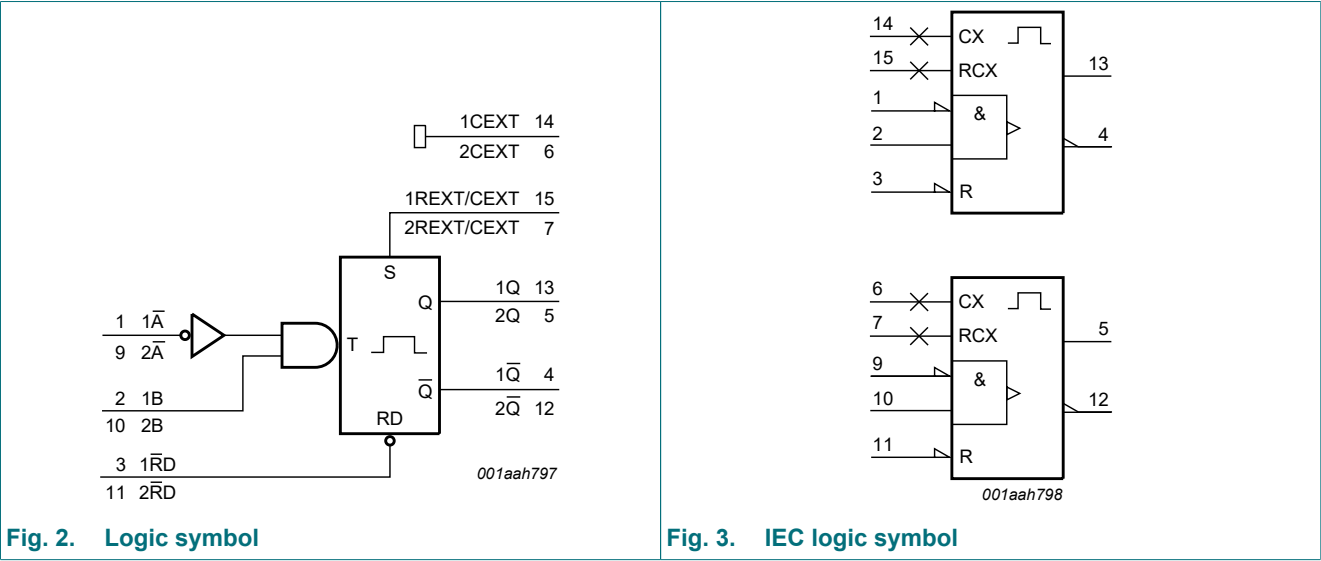 1CEXT 14
2CEXT 6
1REXT/CEXT 15
2REXT/CEXT 7
S
Q
1Q 13
2Q 5
1 1A̅
9 2A̅
T
Q̅
1Q̅ 4
2Q̅ 12
2 1B
10 2B
RD
3 1R̅D
11 2R̅D
001aah797
Fig. 2. Logic symbol
14 CX
15 RCX
13
1
&
2
4
3 R
6 CX
7 RCX
5
9
&
10
12
11 R
001aah798
Fig. 3. IEC logic symbol